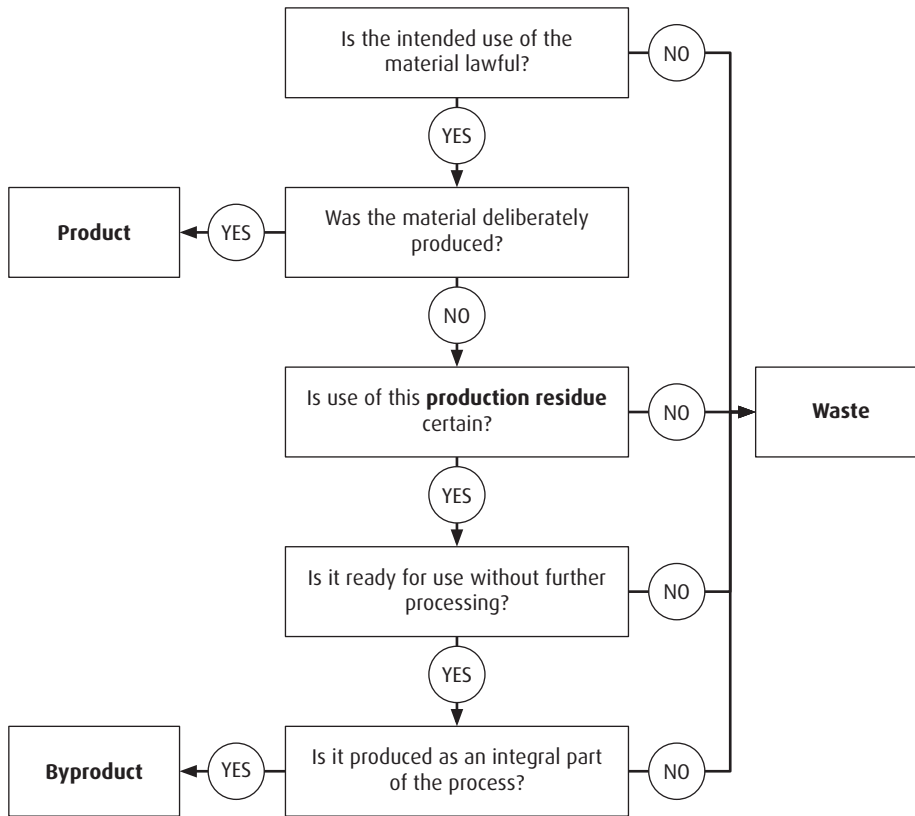 Is the intended use of the
material lawful?
NO
YES
Product
YES
Was the material deliberately
produced?
NO
Is use of this production residue
certain?
NO
Waste
YES
Is it ready for use without further
processing?
NO
YES
Byproduct
YES
Is it produced as an integral part
of the process?
NO